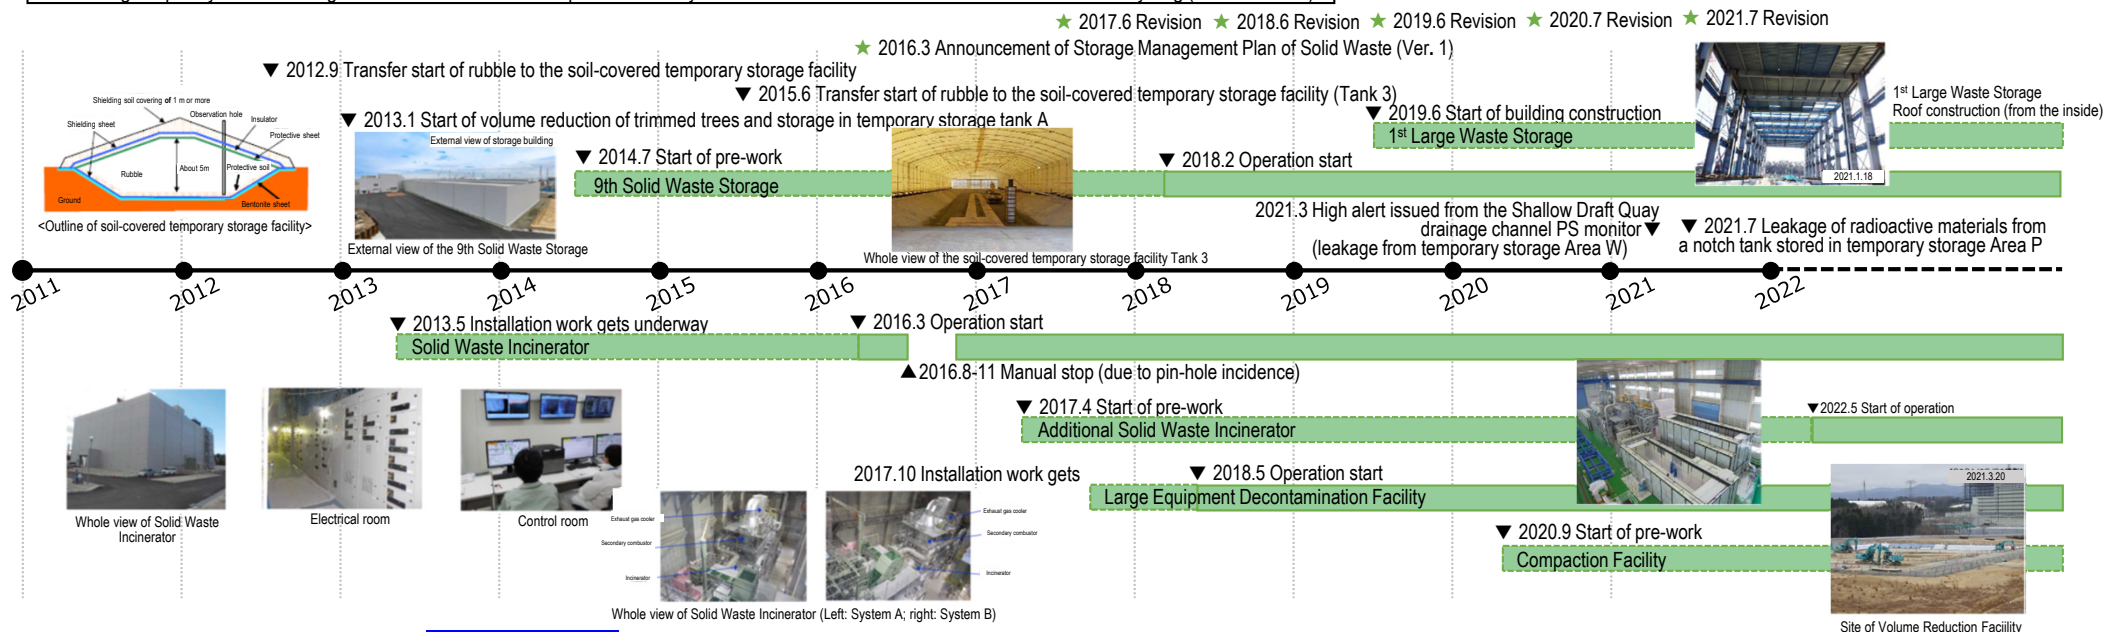 ★ 2017.6 Revision ★ 2018.6 Revision ★ 2019.6 Revision ★ 2020.7 Revision ★ 2021.7 Revision
★ 2016.3 Announcement of Storage Management Plan of Solid Waste (Ver. 1)
▼ 2012.9 Transfer start of rubble to the soil-covered temporary storage facility
▼ 2015.6 Transfer start of rubble to the soil-covered temporary storage facility (Tank 3)
▼ 2013.1 Start of volume reduction of trimmed trees and storage in temporary storage tank A
Shielding soil covering of 1 m or more
Observation hole
Shielding sheet
Insulator
Protective sheet
Rubble
About 5m
Protective soil
Ground
Bentonite sheet
<Outline of soil-covered temporary storage facility>
External view of storage building
External view of the 9th Solid Waste Storage
▼ 2014.7 Start of pre-work
9th Solid Waste Storage
Whole view of the soil-covered temporary storage facility Tank 3
▼ 2018.2 Operation start
▼ 2019.6 Start of building construction
1st Large Waste Storage
2021.1.18
1st Large Waste Storage
Roof construction (from the inside)
2021.3 High alert issued from the Shallow Draft Quay
drainage channel PS monitor ▼
(leakage from temporary storage Area W)
▼ 2021.7 Leakage of radioactive materials from
a notch tank stored in temporary storage Area P
2011 2012 2013 2014 2015 2016 2017 2018 2019 2020 2021 2022
▼ 2013.5 Installation work gets underway
Solid Waste Incinerator
▼ 2016.3 Operation start
▲ 2016.8-11 Manual stop (due to pin-hole incidence)
▼ 2017.4 Start of pre-work
Additional Solid Waste Incinerator
▼ 2022.5 Start of operation
2017.10 Installation work gets
▼ 2018.5 Operation start
Large Equipment Decontamination Facility
▼ 2020.9 Start of pre-work
Compaction Facility
2021.3.20
Site of Volume Reduction Faciility
Whole view of Solid Waste
Incinerator
Electrical room
Control room
Exhaust gas cooler
Secondary combustor
Incinerator
Exhaust gas cooler
Secondary combustor
Incinerator
Whole view of Solid Waste Incinerator (Left: System A; right: System B)